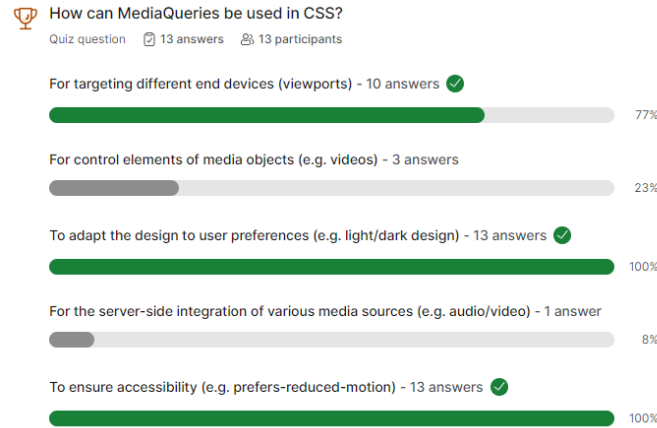 How can MediaQueries be used in CSS?
Quiz question 13 answers 13 participants
For targeting different end devices (viewports) - 10 answers
77%
For control elements of media objects (e.g. videos) - 3 answers
23%
To adapt the design to user preferences (e.g. light/dark design) - 13 answers
100%
For the server-side integration of various media sources (e.g. audio/video) - 1 answer
8%
To ensure accessibility (e.g. prefers-reduced-motion) - 13 answers
100%